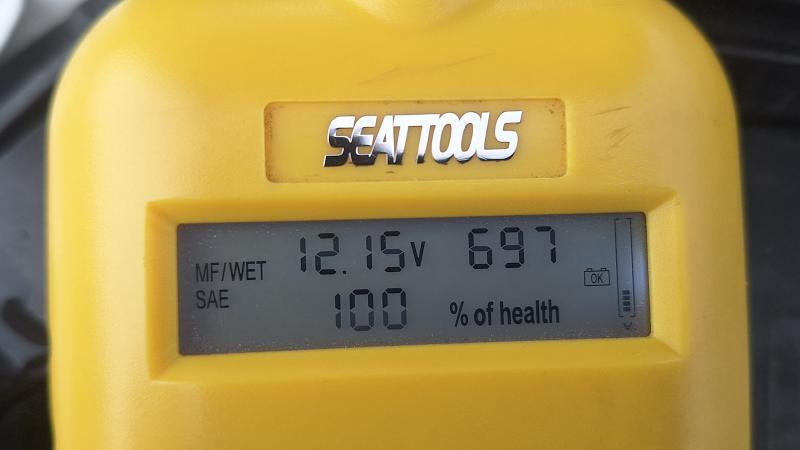 SEATTOOLS
MF/WET 12.15V 697
SAE 100 % of health
OK